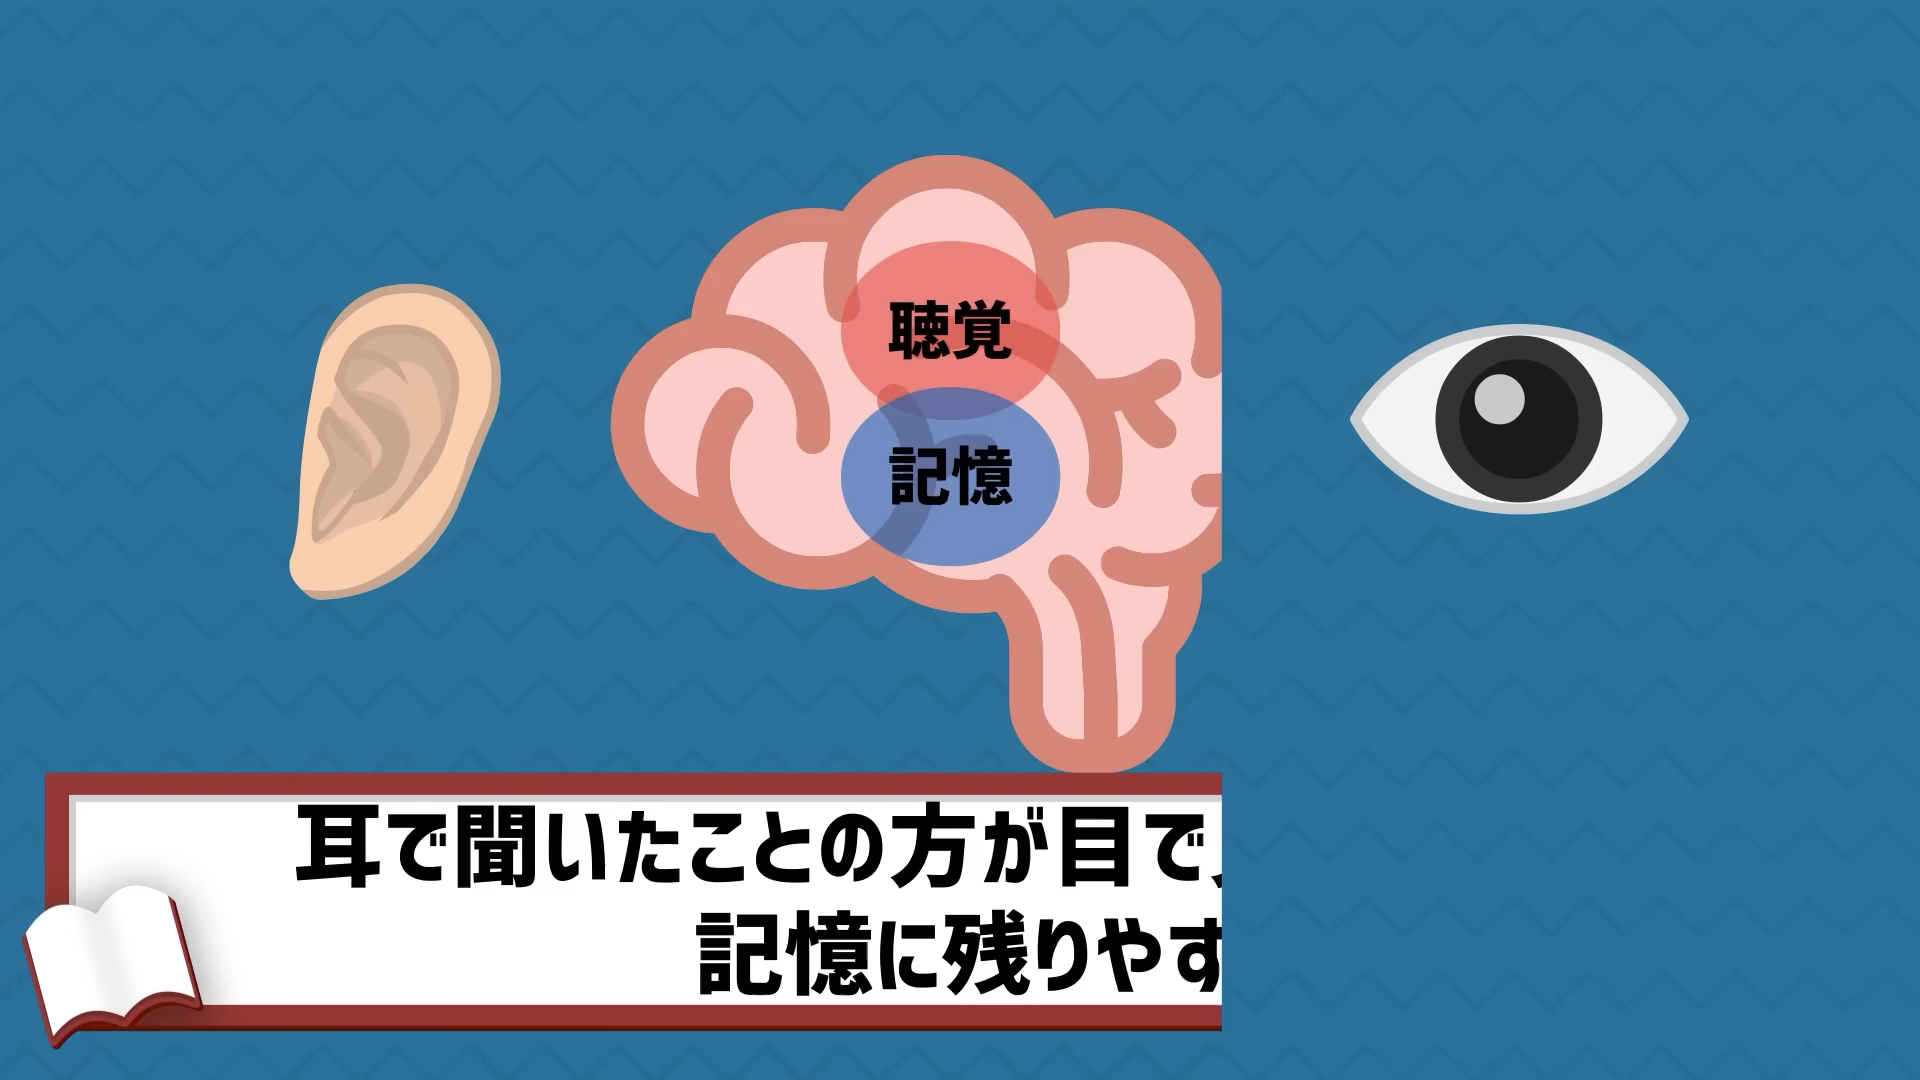 聴覚
記憶
耳で聞いたことの方が目で
記憶に残りやす